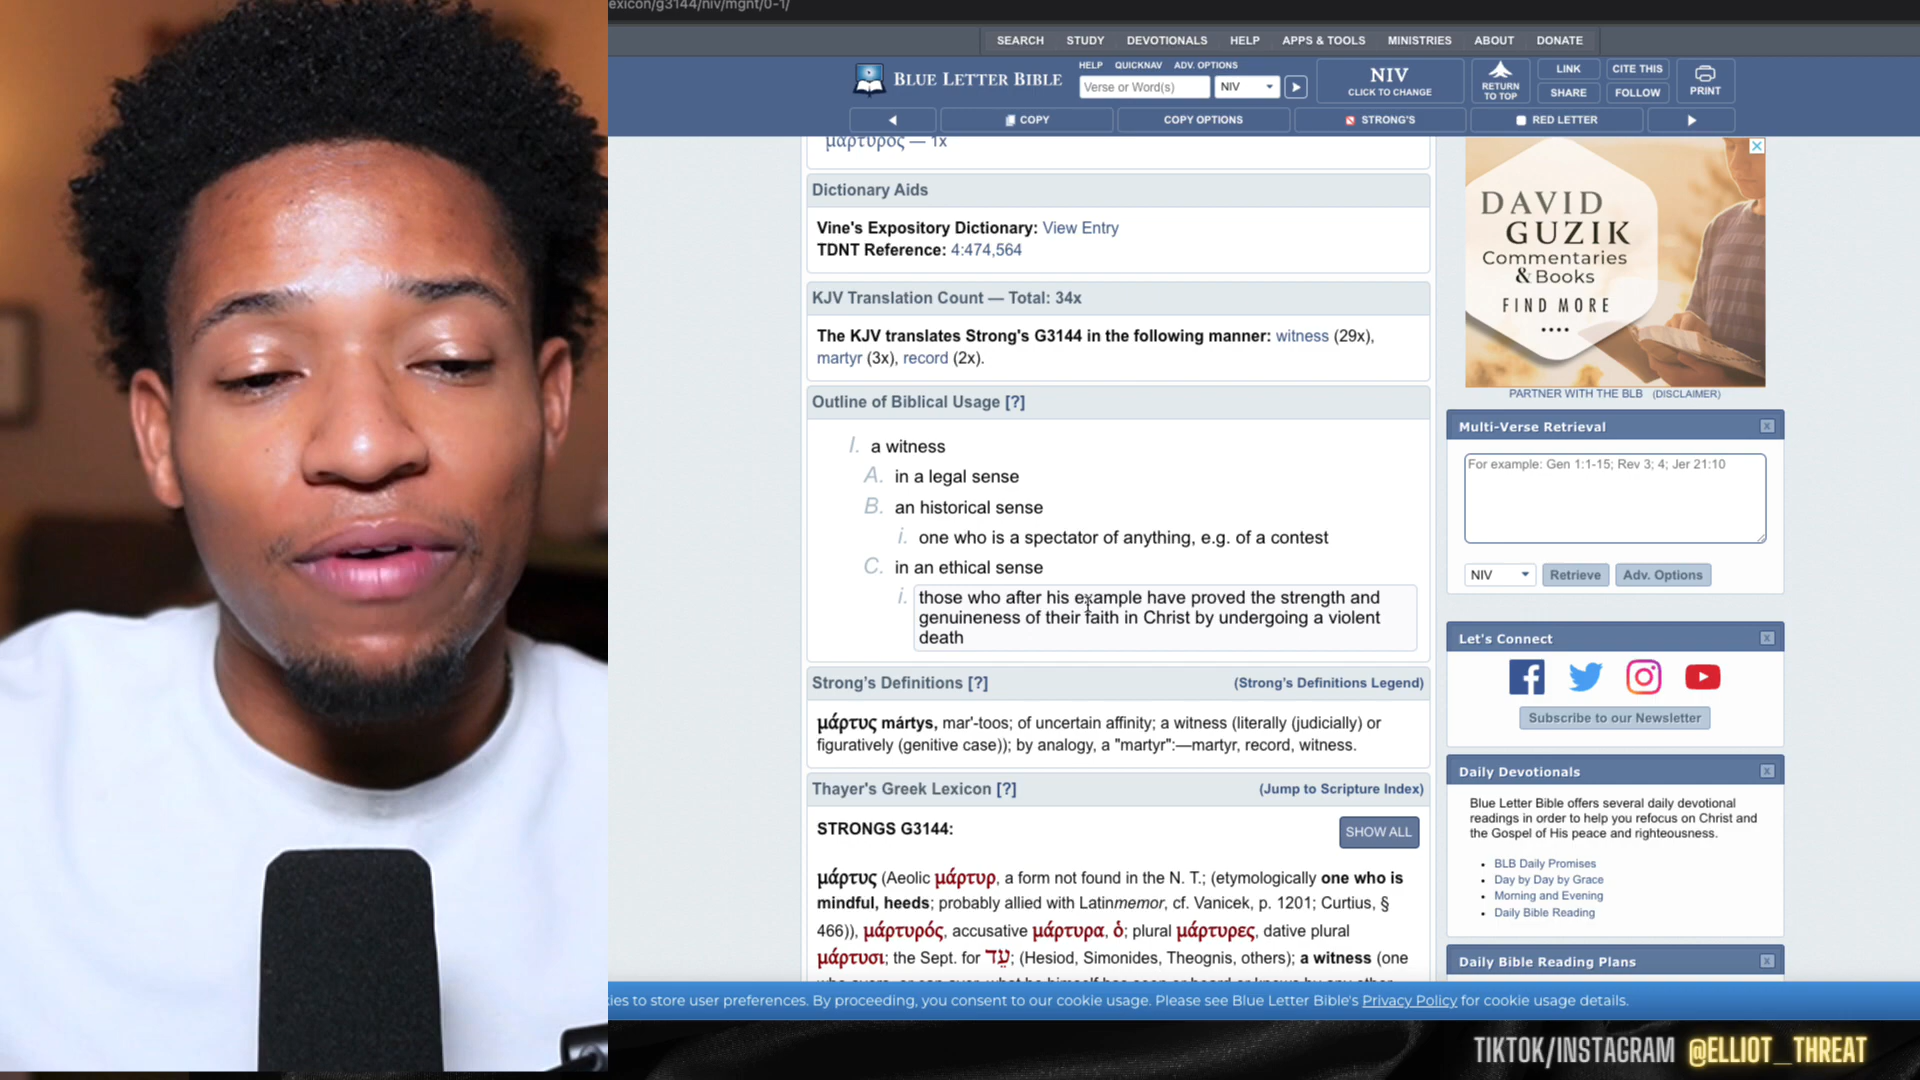 exicon/g3144/niv/mgnt/0-1/
SEARCH STUDY DEVOTIONALS HELP APPS & TOOLS MINISTRIES ABOUT DONATE
BLUE LETTER BIBLE
HELP QUICKNAV ADV. OPTIONS
Verse or Word(s) NIV
NIV
CLICK TO CHANGE
RETURN
TO TOP
LINK CITE THIS
SHARE FOLLOW
PRINT
COPY COPY OPTIONS STRONG'S RED LETTER
μάρτυρος — 1x
Dictionary Aids
Vine's Expository Dictionary: View Entry
TDNT Reference: 4:474,564
KJV Translation Count — Total: 34x
The KJV translates Strong's G3144 in the following manner: witness (29x),
martyr (3x), record (2x).
Outline of Biblical Usage [?]
I. a witness
A. in a legal sense
B. an historical sense
i. one who is a spectator of anything, e.g. of a contest
C. in an ethical sense
i. those who after his example have proved the strength and
genuineness of their faith in Christ by undergoing a violent
death
Strong's Definitions [?] (Strong's Definitions Legend)
μάρτυς mártys, mar'-toos; of uncertain affinity; a witness (literally (judicially) or
figuratively (genitive case)); by analogy, a "martyr":—martyr, record, witness.
Thayer's Greek Lexicon [?] (Jump to Scripture Index)
STRONGS G3144:
SHOW ALL
μάρτυς (Aeolic μάρτυρ, a form not found in the N. T.; (etymologically one who is
mindful, heeds; probably allied with Latinmemor, cf. Vanicek, p. 1201; Curtius, §
466)), μάρτυρός, accusative μάρτυρα, ὁ; plural μάρτυρες, dative plural
μάρτυσι; the Sept. for עֵד; (Hesiod, Simonides, Theognis, others); a witness (one
DAVID
GUZIK
Commentaries
& Books
FIND MORE
PARTNER WITH THE BLB (DISCLAIMER)
Multi-Verse Retrieval x
For example: Gen 1:1-15; Rev 3; 4; Jer 21:10
NIV Retrieve Adv. Options
Let's Connect x
Subscribe to our Newsletter
Daily Devotionals x
Blue Letter Bible offers several daily devotional
readings in order to help you refocus on Christ and
the Gospel of His peace and righteousness.
• BLB Daily Promises
• Day by Day by Grace
• Morning and Evening
• Daily Bible Reading
Daily Bible Reading Plans x
ies to store user preferences. By proceeding, you consent to our cookie usage. Please see Blue Letter Bible's Privacy Policy for cookie usage details.
TIKTOK/INSTAGRAM @ELLIOT_THREAT